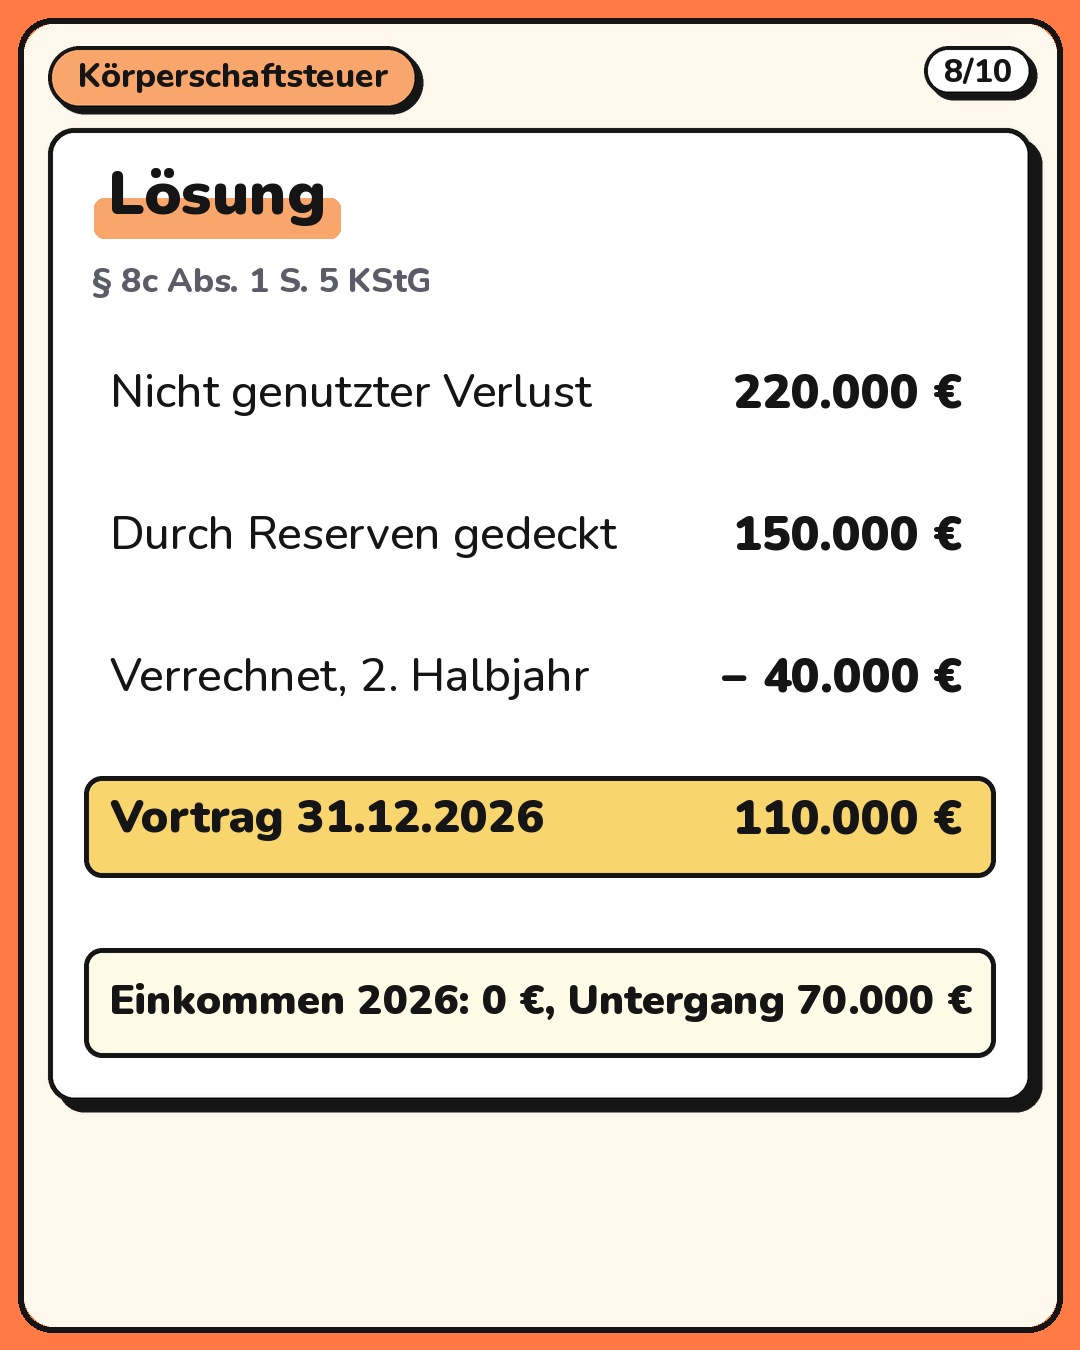 Körperschaftsteuer
8/10
Lösung
§ 8c Abs. 1 S. 5 KStG
Nicht genutzter Verlust 220.000 €
Durch Reserven gedeckt 150.000 €
Verrechnet, 2. Halbjahr – 40.000 €
Vortrag 31.12.2026 110.000 €
Einkommen 2026: 0 €, Untergang 70.000 €